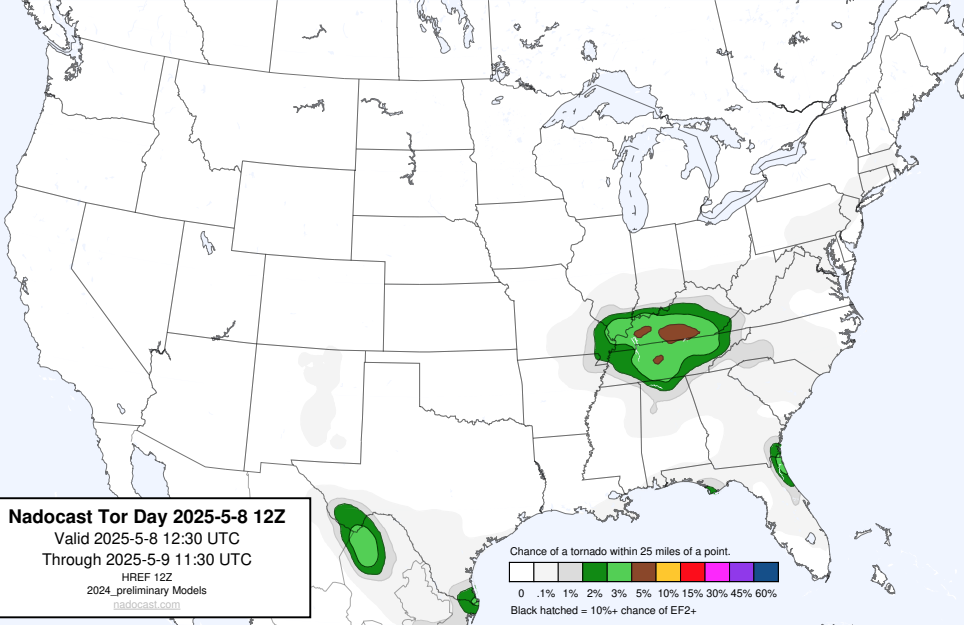 Nadocast Tor Day 2025-5-8 12Z
Valid 2025-5-8 12:30 UTC
Through 2025-5-9 11:30 UTC
HREF 12Z
2024_preliminary Models
nadocast.com
Chance of a tornado within 25 miles of a point.
0 .1% 1% 2% 3% 5% 10% 15% 30% 45% 60%
Black hatched = 10%+ chance of EF2+